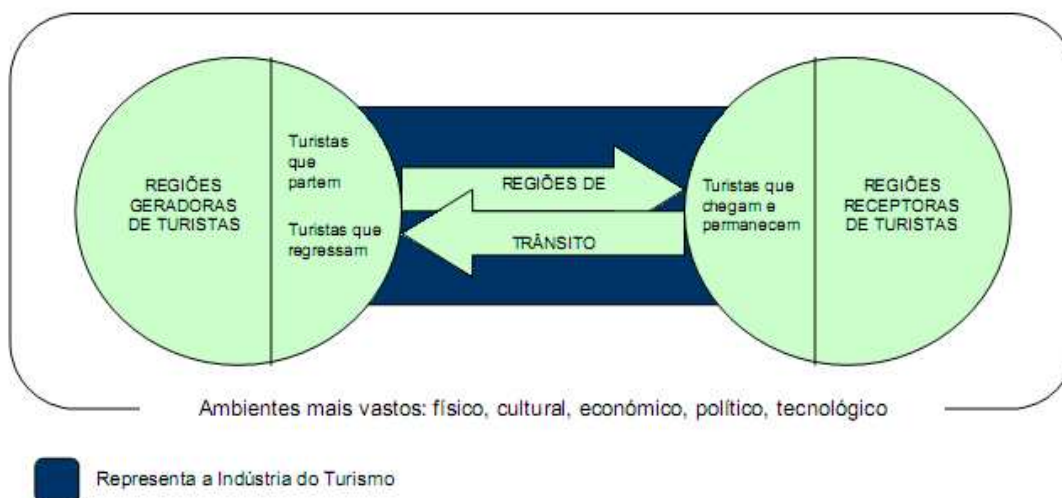 REGIÕES
GERADORAS
DE TURISTAS
Turistas
que
partem
Turistas que
regressam
REGIÕES DE
TRÂNSITO
Turistas que
chegam e
permanecem
REGIÕES
RECEPTORAS
DE TURISTAS
Ambientes mais vastos: físico, cultural, económico, político, tecnológico
Representa a Indústria do Turismo